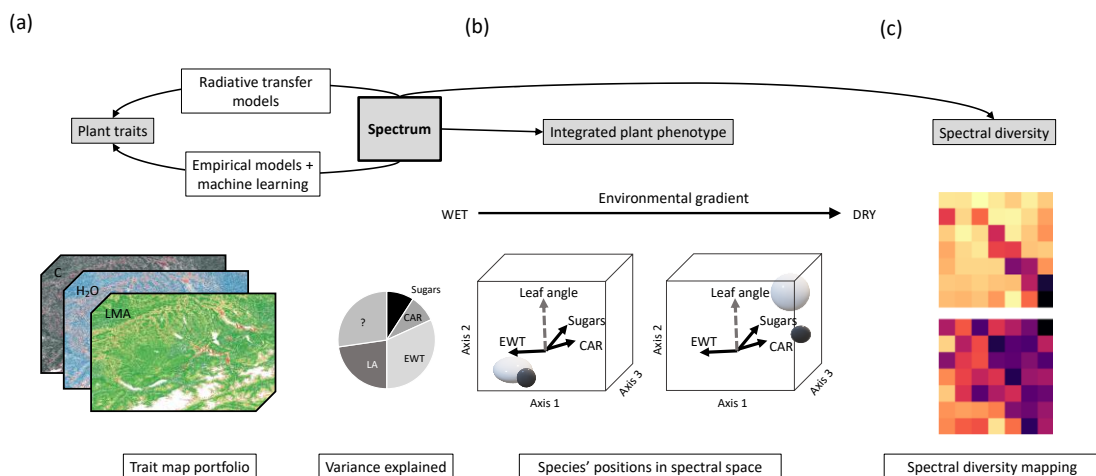 (a)
(b)
(c)
Radiative transfer
models
Plant traits
Spectrum
Integrated plant phenotype
Spectral diversity
Empirical models +
machine learning
Environmental gradient
WET
DRY
C
H₂O
LMA
Sugars
CAR
EWT
LA
?
Leaf angle
Sugars
EWT
CAR
Axis 2
Axis 1
Axis 3
Leaf angle
Sugars
EWT
CAR
Axis 2
Axis 1
Axis 3
Trait map portfolio
Variance explained
Species' positions in spectral space
Spectral diversity mapping